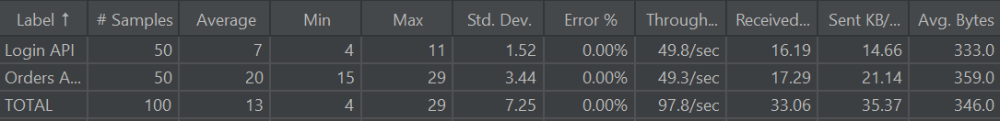 Label ↑ # Samples Average Min Max Std. Dev. Error % Through... Received... Sent KB/... Avg. Bytes
Login API 50 7 4 11 1.52 0.00% 49.8/sec 16.19 14.66 333.0
Orders A... 50 20 15 29 3.44 0.00% 49.3/sec 17.29 21.14 359.0
TOTAL 100 13 4 29 7.25 0.00% 97.8/sec 33.06 35.37 346.0